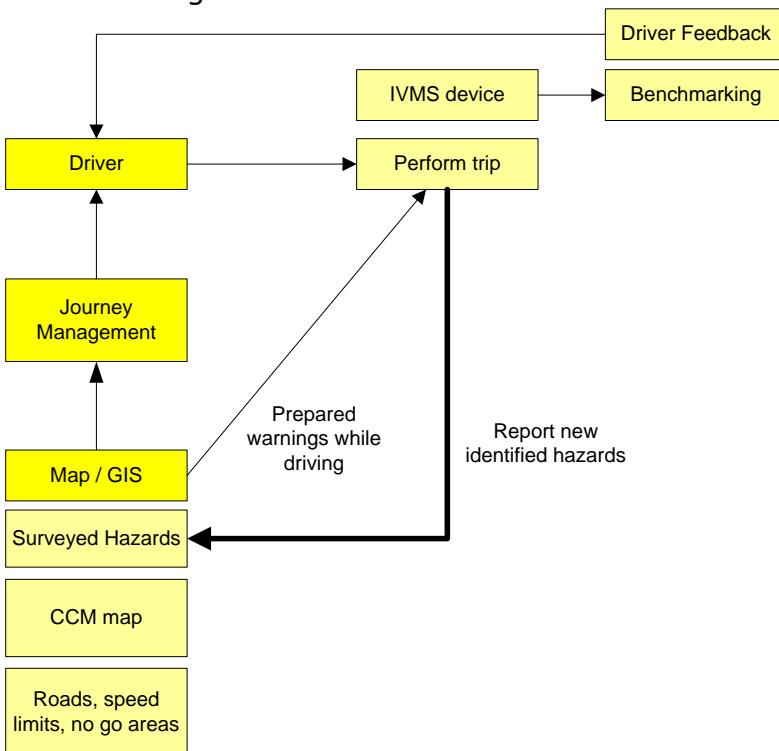 Driver Feedback
IVMS device
Benchmarking
Driver
Perform trip
Journey
Management
Prepared
warnings while
driving
Report new
identified hazards
Map / GIS
Surveyed Hazards
CCM map
Roads, speed
limits, no go areas